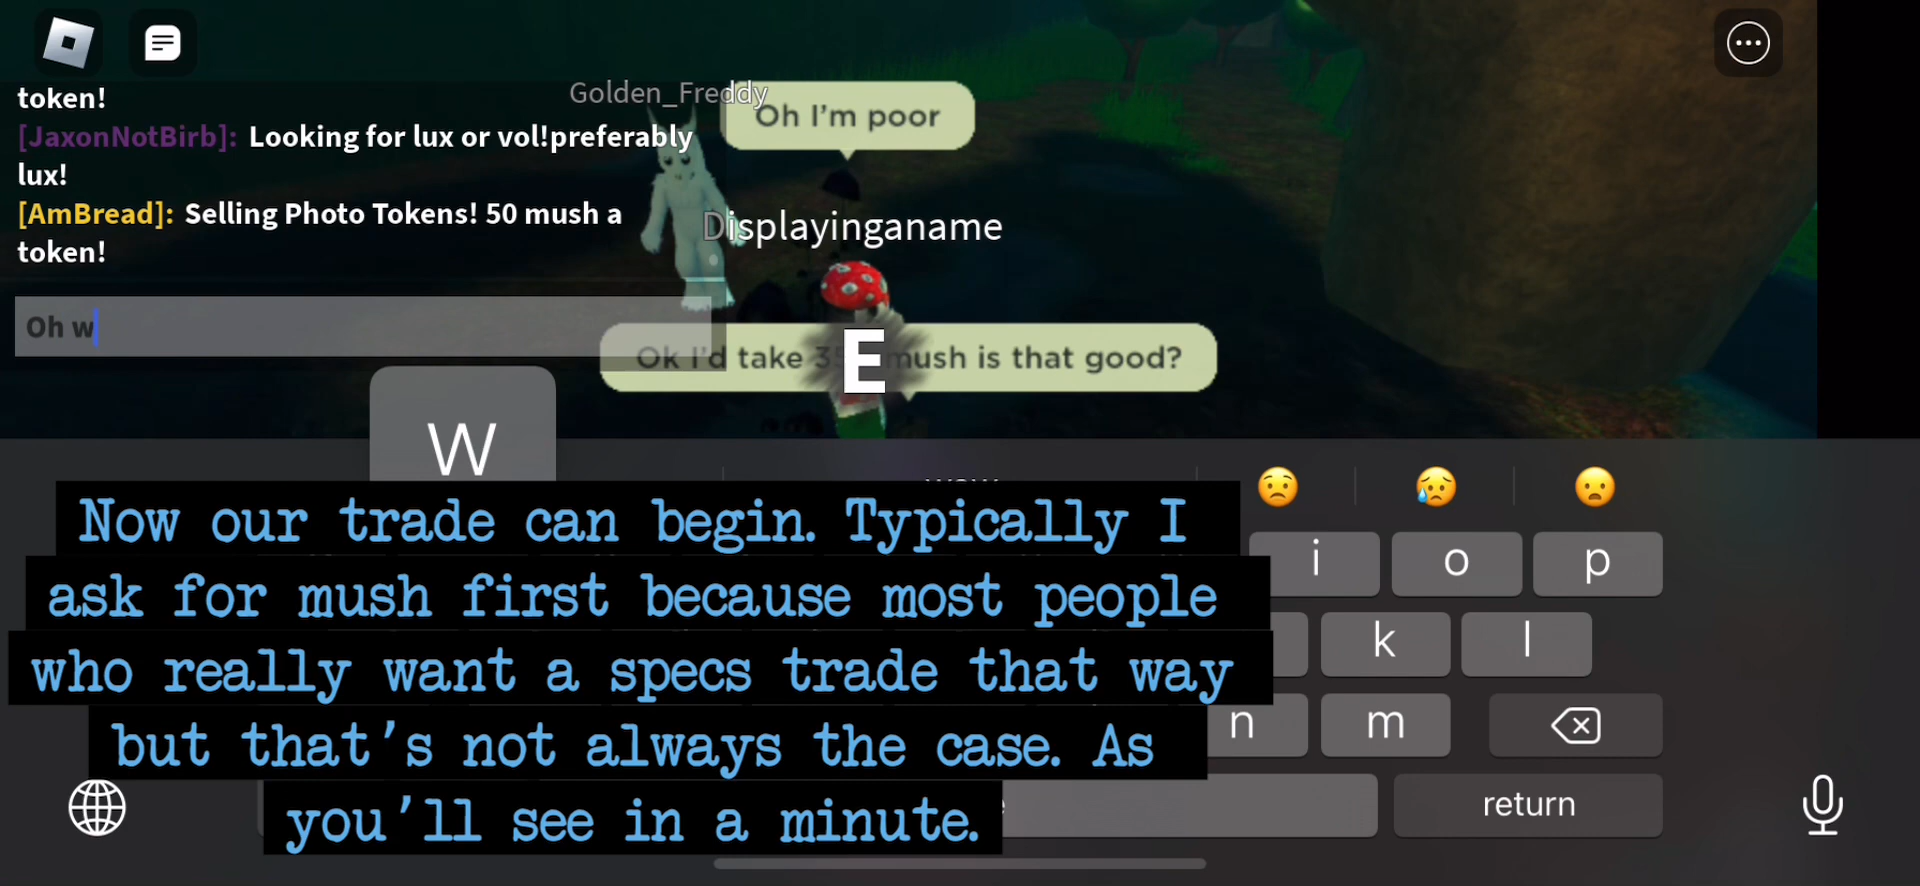 token!
[JaxonNotBirb]: Looking for lux or vol!preferably
lux!
[AmBread]: Selling Photo Tokens! 50 mush a
token!
Oh w
Golden_Freddy
Oh I'm poor
Displayinganame
Ok I'd take mush is that good?
E
W
Now our trade can begin. Typically I
ask for mush first because most people
who really want a specs trade that way
but that's not always the case. As
you'll see in a minute.
i o p
k l
n m
return